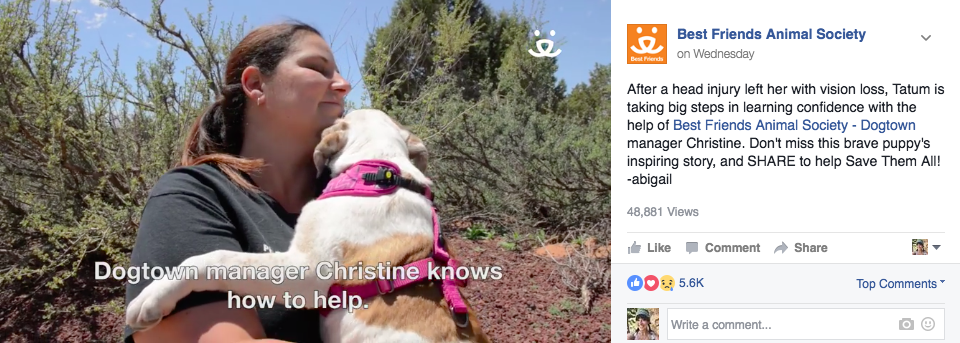 Dogtown manager Christine knows
how to help.
Best Friends
Best Friends Animal Society
on Wednesday
After a head injury left her with vision loss, Tatum is
taking big steps in learning confidence with the
help of Best Friends Animal Society - Dogtown
manager Christine. Don't miss this brave puppy's
inspiring story, and SHARE to help Save Them All!
-abigail
48,881 Views
Like Comment Share
5.6K Top Comments
Write a comment...